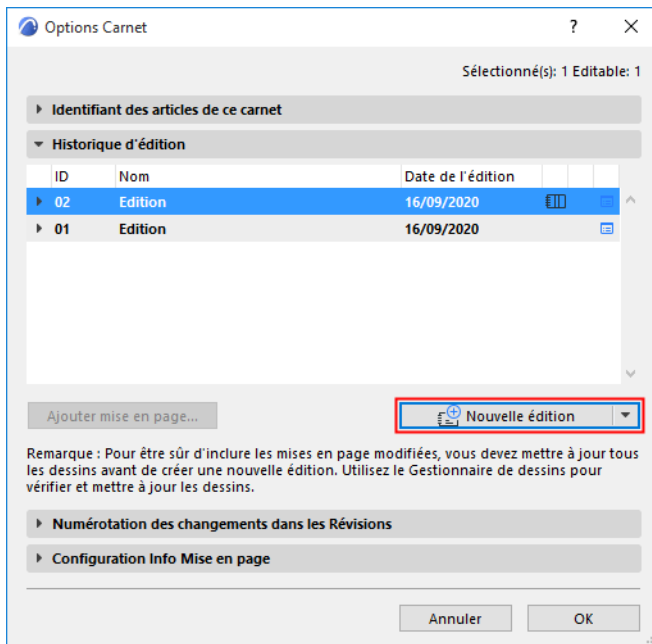 Options Carnet
Sélectionné(s): 1 Editable: 1
Identifiant des articles de ce carnet
Historique d'édition
ID Nom Date de l'édition
02 Edition 16/09/2020
01 Edition 16/09/2020
Ajouter mise en page...
Nouvelle édition
Remarque : Pour être sûr d'inclure les mises en page modifiées, vous devez mettre à jour tous
les dessins avant de créer une nouvelle édition. Utilisez le Gestionnaire de dessins pour
vérifier et mettre à jour les dessins.
Numérotation des changements dans les Révisions
Configuration Info Mise en page
Annuler OK